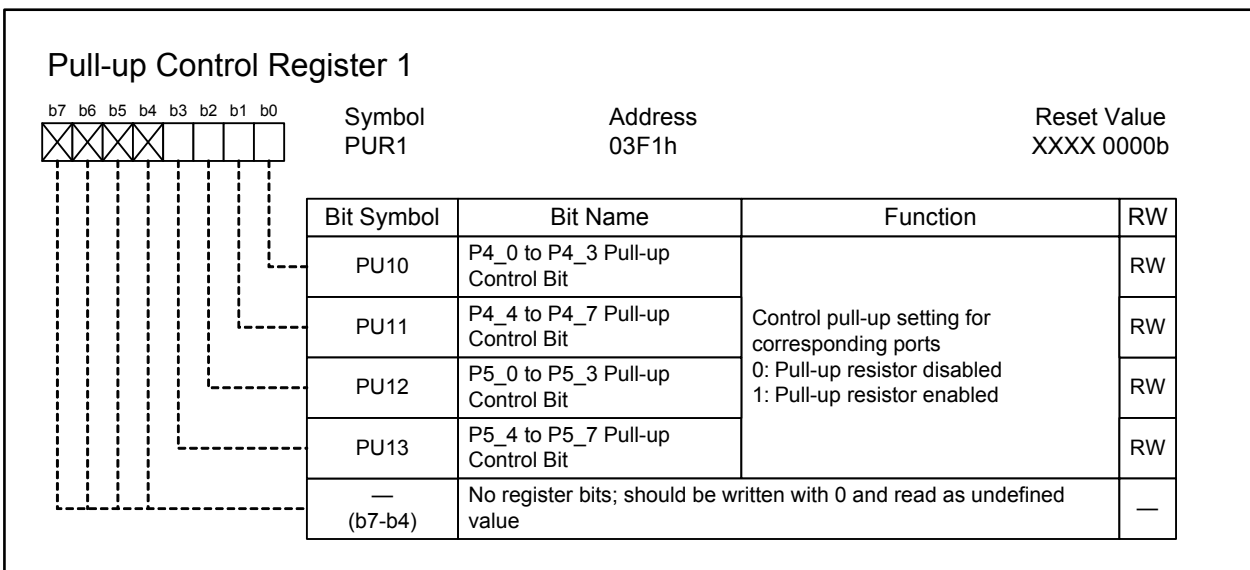 Pull-up Control Register 1
b7 b6 b5 b4 b3 b2 b1 b0
Symbol Address Reset Value
PUR1 03F1h XXXX 0000b
Bit Symbol Bit Name Function RW
PU10 P4_0 to P4_3 Pull-up Control Bit RW
PU11 P4_4 to P4_7 Pull-up Control Bit RW
PU12 P5_0 to P5_3 Pull-up Control Bit RW
PU13 P5_4 to P5_7 Pull-up Control Bit RW
Control pull-up setting for
corresponding ports
0: Pull-up resistor disabled
1: Pull-up resistor enabled
—
(b7-b4)
No register bits; should be written with 0 and read as undefined
value
—